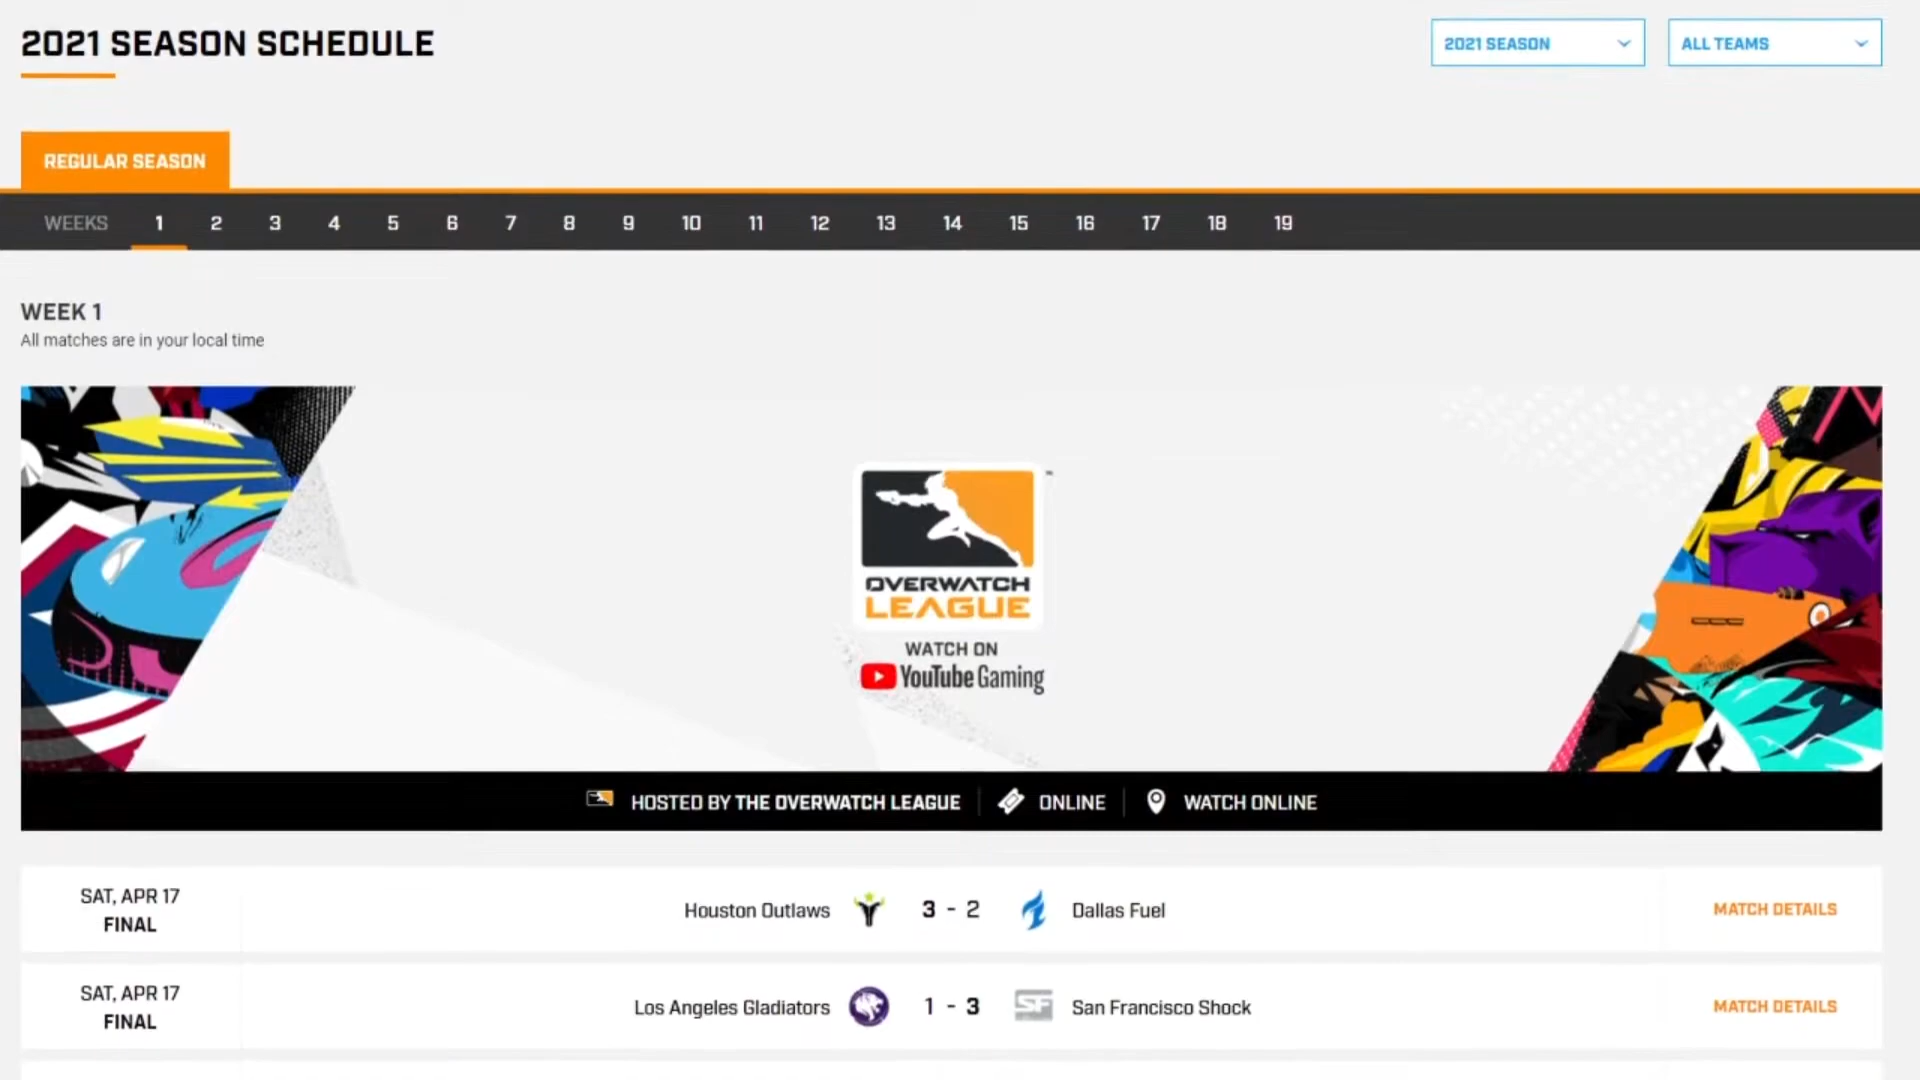 2021 SEASON SCHEDULE
2021 SEASON
ALL TEAMS
REGULAR SEASON
WEEKS 1 2 3 4 5 6 7 8 9 10 11 12 13 14 15 16 17 18 19
WEEK 1
All matches are in your local time
OVERWATCH
LEAGUE
WATCH ON
YouTube Gaming
HOSTED BY THE OVERWATCH LEAGUE
ONLINE
WATCH ONLINE
SAT, APR 17
FINAL
Houston Outlaws 3 - 2 Dallas Fuel
MATCH DETAILS
SAT, APR 17
FINAL
Los Angeles Gladiators 1 - 3 SF San Francisco Shock
MATCH DETAILS